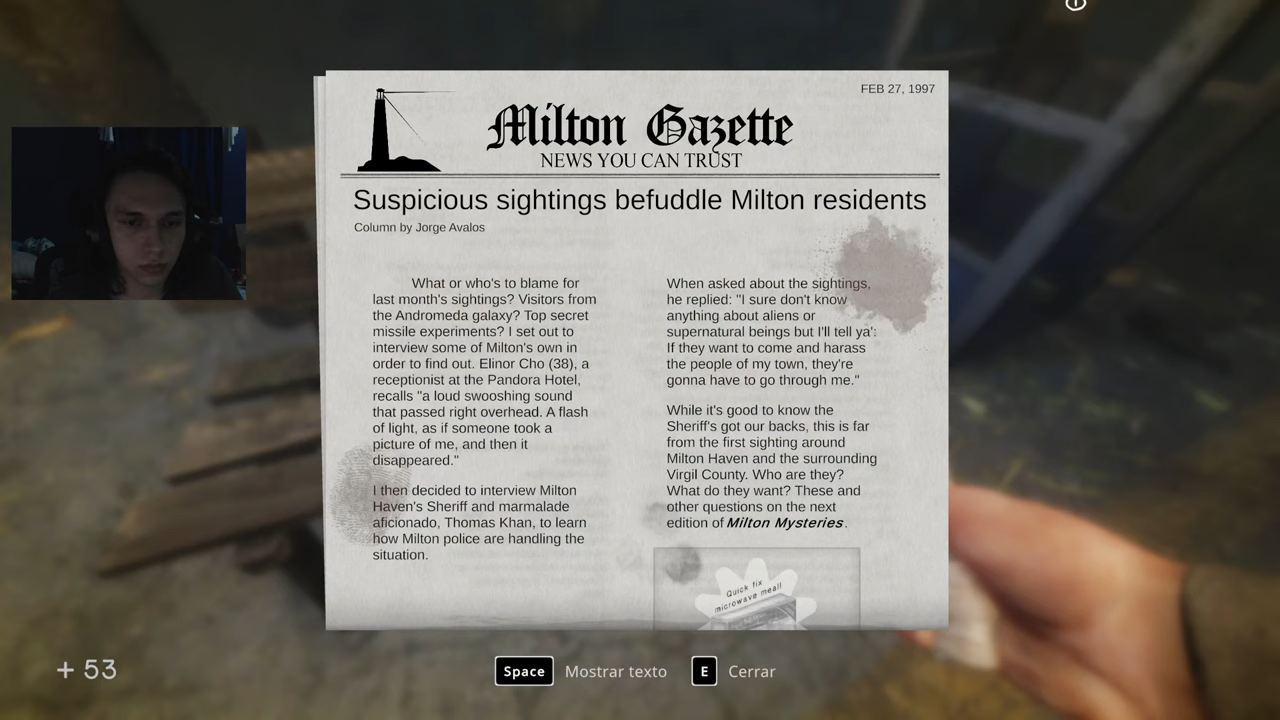 FEB 27, 1997
Milton Gazette
NEWS YOU CAN TRUST
Suspicious sightings befuddle Milton residents
Column by Jorge Avalos
What or who's to blame for
last month's sightings? Visitors from
the Andromeda galaxy? Top secret
missile experiments? I set out to
interview some of Milton's own in
order to find out. Elinor Cho (38), a
receptionist at the Pandora Hotel,
recalls "a loud swooshing sound
that passed right overhead. A flash
of light, as if someone took a
picture of me, and then it
disappeared."
I then decided to interview Milton
Haven's Sheriff and marmalade
aficionado, Thomas Khan, to learn
how Milton police are handling the
situation.
When asked about the sightings,
he replied: "I sure don't know
anything about aliens or
supernatural beings but I'll tell ya':
If they want to come and harass
the people of my town, they're
gonna have to go through me."
While it's good to know the
Sheriff's got our backs, this is far
from the first sighting around
Milton Haven and the surrounding
Virgil County. Who are they?
What do they want? These and
other questions on the next
edition of Milton Mysteries.
Quick fix
microwave meal!
+ 53
Space Mostrar texto E Cerrar